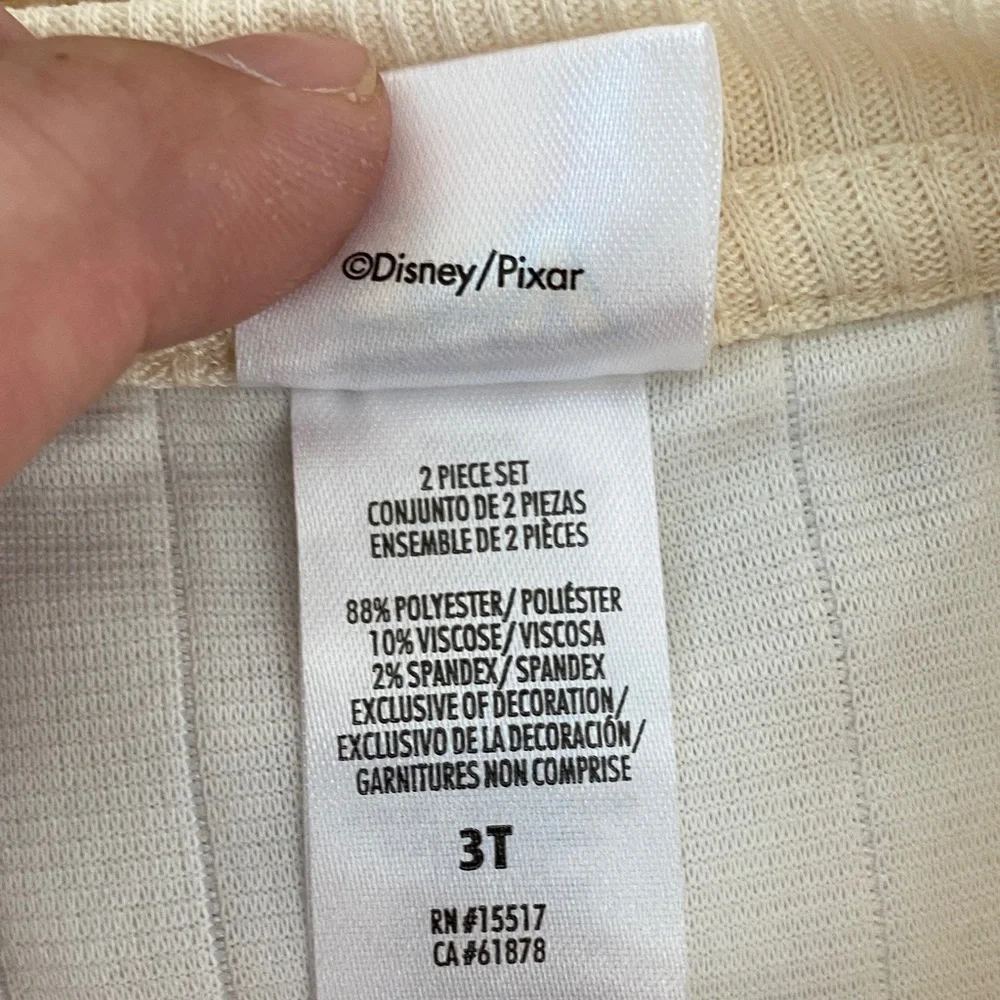 ©Disney/Pixar
2 PIECE SET
CONJUNTO DE 2 PIEZAS
ENSEMBLE DE 2 PIÈCES
88% POLYESTER/ POLIÉSTER
10% VISCOSE/ VISCOSA
2% SPANDEX/ SPANDEX
EXCLUSIVE OF DECORATION/
EXCLUSIVO DE LA DECORACIÓN/
GARNITURES NON COMPRISE
3T
RN #15517
CA #61878